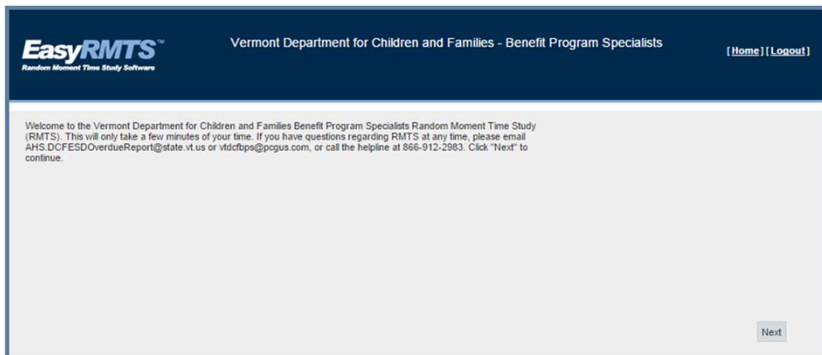 EasyRMTS™
Random Moment Time Study Software
Vermont Department for Children and Families - Benefit Program Specialists
[Home] [Logout]
Welcome to the Vermont Department for Children and Families Benefit Program Specialists Random Moment Time Study
(RMTS). This will only take a few minutes of your time. If you have questions regarding RMTS at any time, please email
AHS.DCFESDOverdueReport@state.vt.us or vtdcfbps@pcgus.com, or call the helpline at 866-912-2983. Click "Next" to
continue.
Next